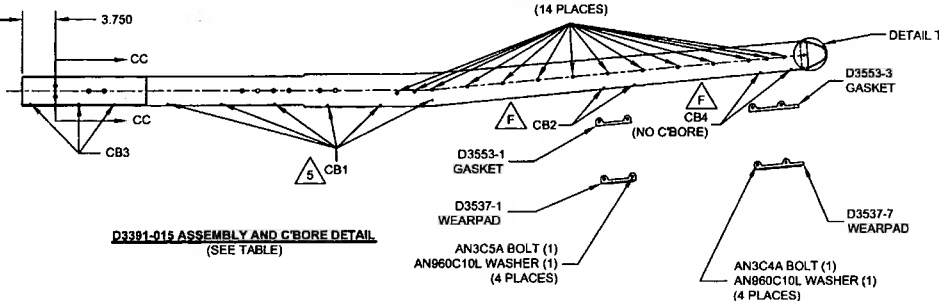 (14 PLACES)
3.750
CC
DETAIL T
D3553-3
GASKET
F
CB2
F
CB4
(NO C'BORE)
CC
CB3
5
CB1
D3553-1
GASKET
D3537-1
WEARPAD
D3537-7
WEARPAD
D3391-015 ASSEMBLY AND C'BORE DETAIL
(SEE TABLE)
AN3C5A BOLT (1)
AN960C10L WASHER (1)
(4 PLACES)
AN3C4A BOLT (1)
AN960C10L WASHER (1)
(4 PLACES)